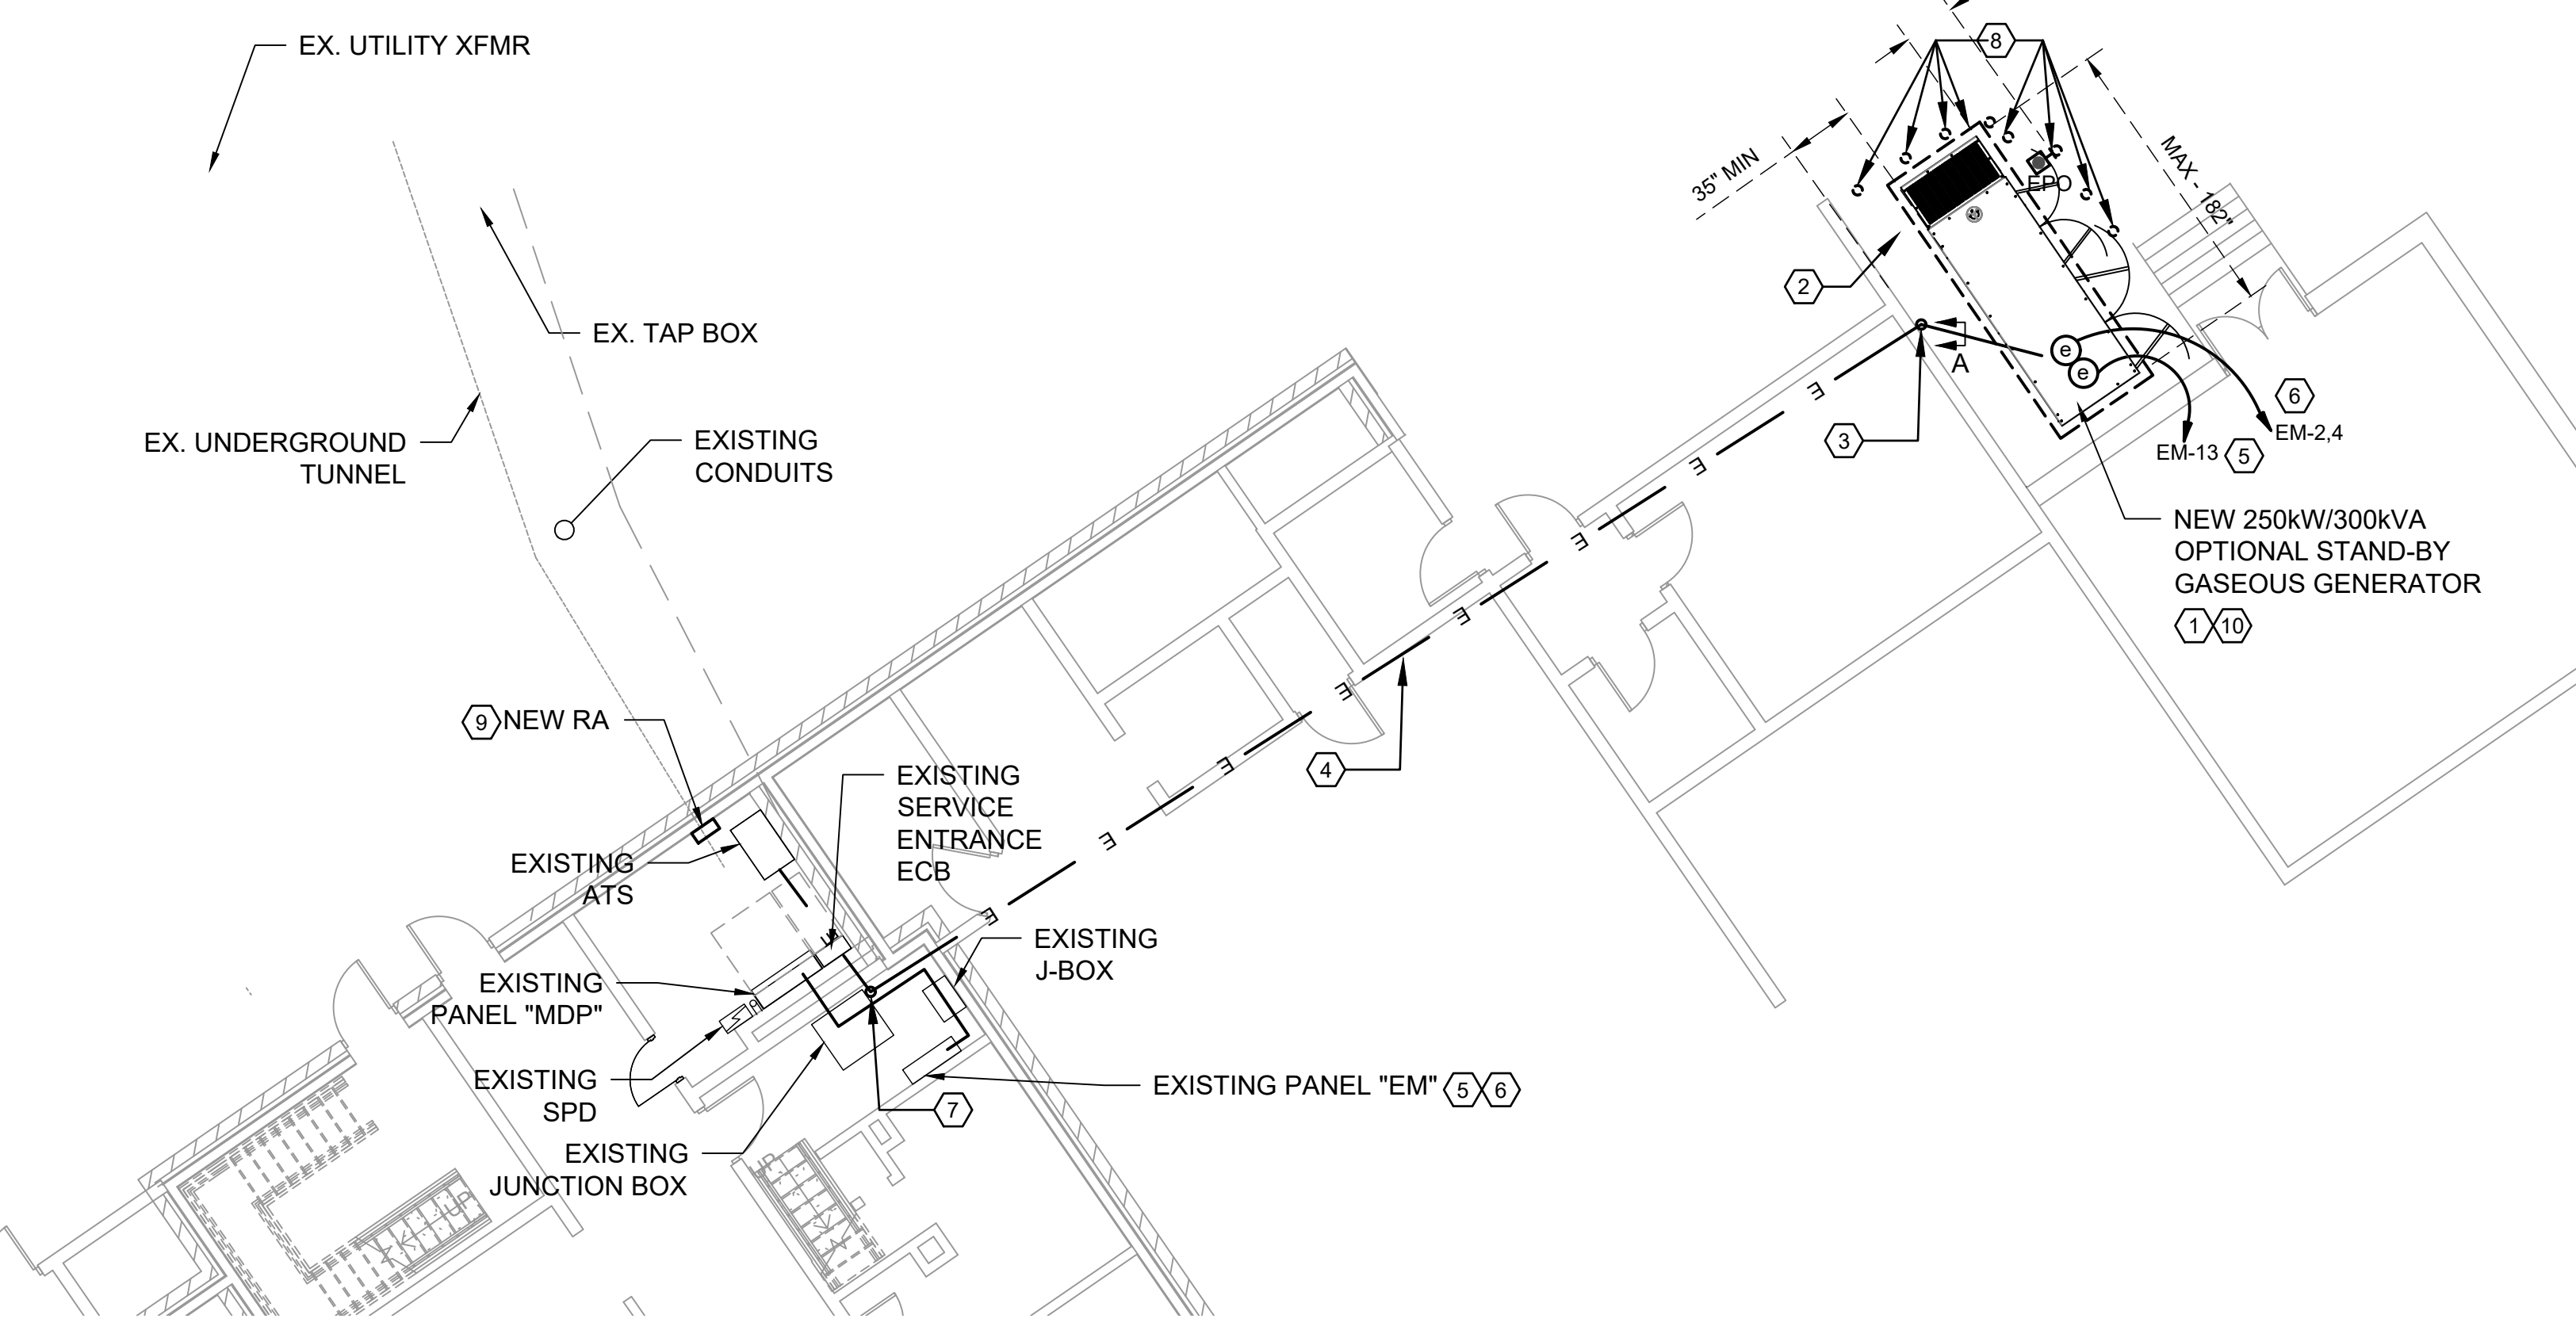 EX. UTILITY XFMR
8
35" MIN
MAX - 182"
EPO
2
EX. TAP BOX
A
e
e
3
6
EM-2,4
EM-13
5
EX. UNDERGROUND
TUNNEL
EXISTING
CONDUITS
E
E
E
E
E
E
E
E
NEW 250kW/300kVA
OPTIONAL STAND-BY
GASEOUS GENERATOR
1
10
9
NEW RA
4
EXISTING
SERVICE
ENTRANCE
ECB
EXISTING
ATS
EXISTING
J-BOX
EXISTING
PANEL "MDP"
EXISTING
SPD
EXISTING PANEL "EM"
5
6
7
EXISTING
JUNCTION BOX
UP
UP